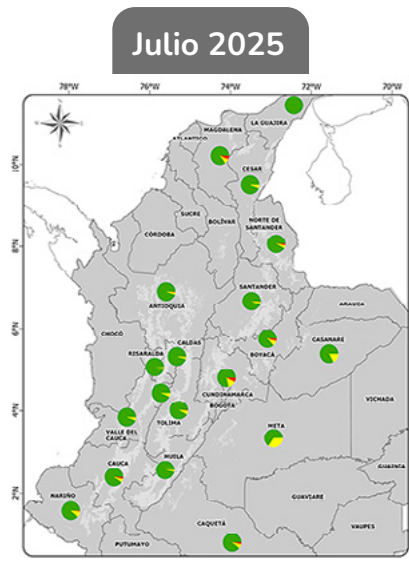 Julio 2025
78°W 76°W 74°W 72°W 70°W
10°N
8°N
6°N
4°N
2°N
LA GUAJIRA
MAGDALENA
ATLANTICO
CESAR
SUCRE
BOLÍVAR
NORTE DE
SANTANDER
CÓRDOBA
ANTIOQUIA
SANTANDER
ARAUCA
CHOCÓ
CALDAS
RISARALDA
BOYACÁ
CASANARE
CUNDINAMARCA
BOGOTÁ
VICHADA
TOLIMA
VALLE DEL
CAUCA
META
HUILA
CAUCA
GUAINÍA
NARIÑO
GUAVIARE
CAQUETÁ
VAUPES
PUTUMAYO